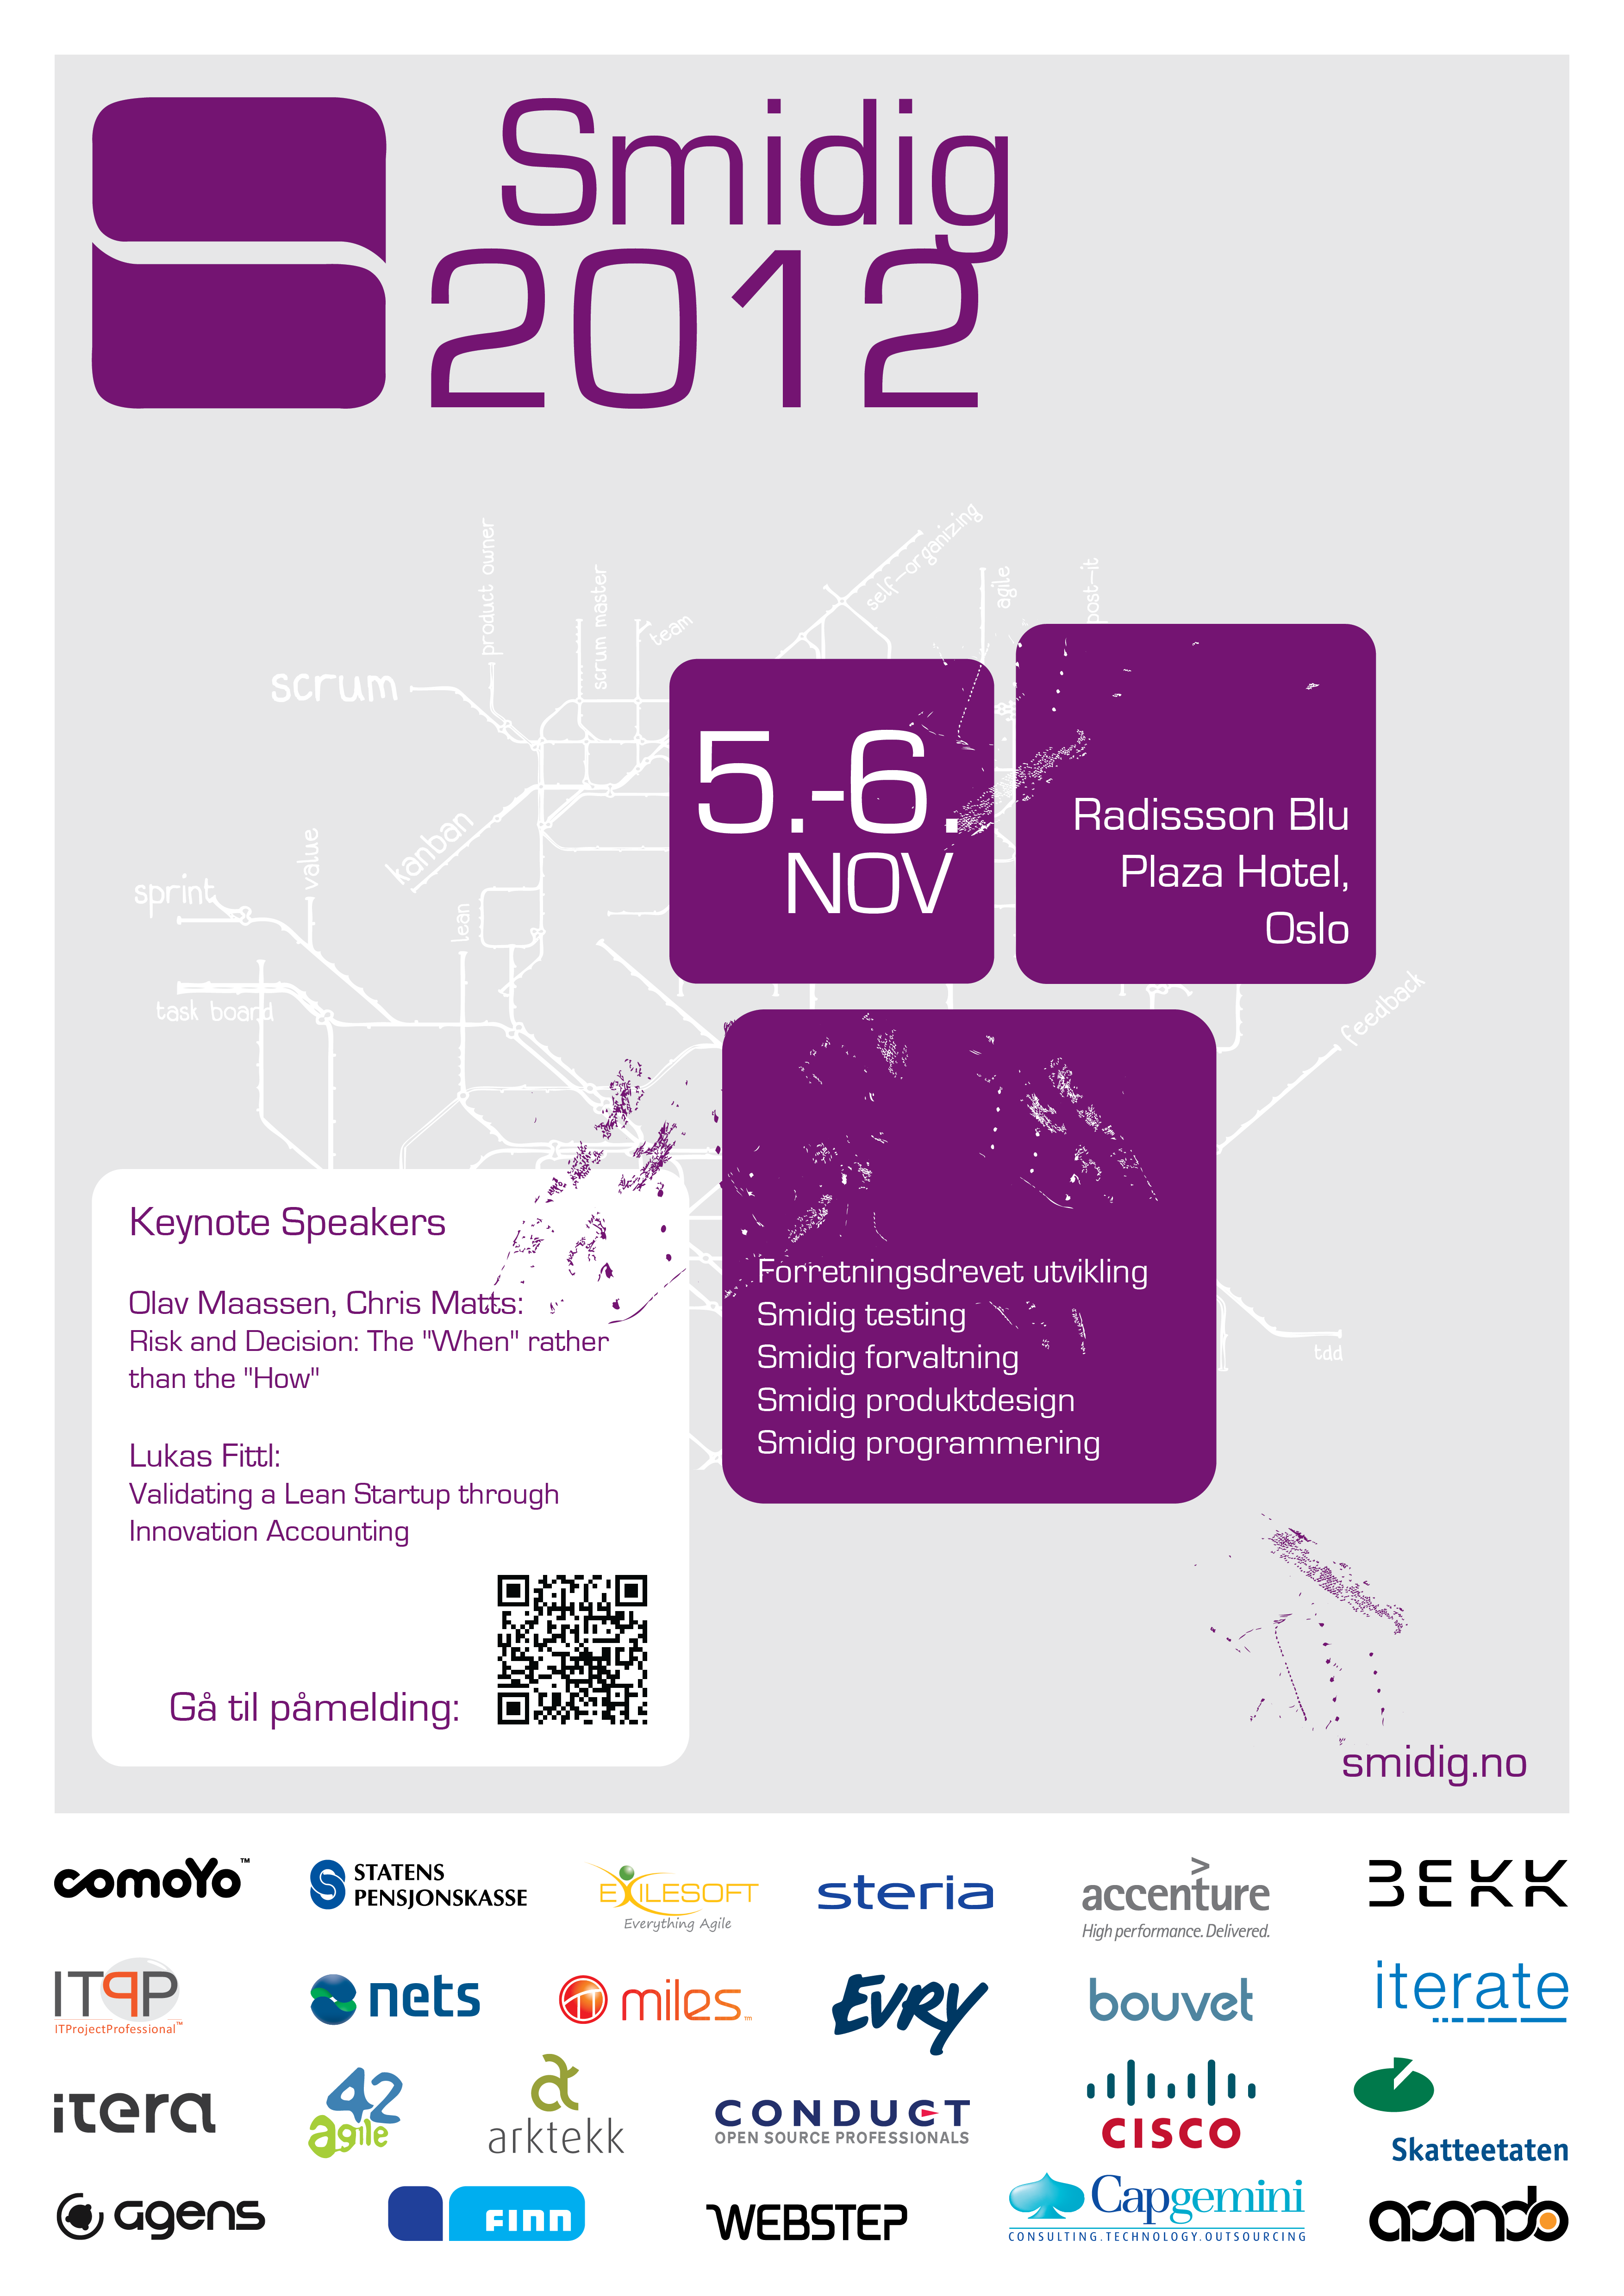 Smidig
2012
product owner
scrum master
team
self-organizing
agile
post-it
scrum
kanban
value
sprint
lean
task board
feedback
tdd
5.-6.
NOV
Radissson Blu
Plaza Hotel,
Oslo
Keynote Speakers
Olav Maassen, Chris Matts:
Risk and Decision: The "When" rather
than the "How"
Lukas Fittl:
Validating a Lean Startup through
Innovation Accounting
Gå til påmelding:
Forretningsdrevet utvikling
Smidig testing
Smidig forvaltning
Smidig produktdesign
Smidig programmering
smidig.no
comoYo™
STATENS
PENSJONSKASSE
EXILESOFT
Everything Agile
steria
accenture
High performance. Delivered.
BEKK
ITPP
ITProjectProfessional™
nets
miles™
EVRY
bouvet
iterate
itera
42
agile
arktekk
CONDUCT
OPEN SOURCE PROFESSIONALS
CISCO
Skatteetaten
agens
FINN
WEBSTEP
Capgemini
CONSULTING.TECHNOLOGY.OUTSOURCING
acando